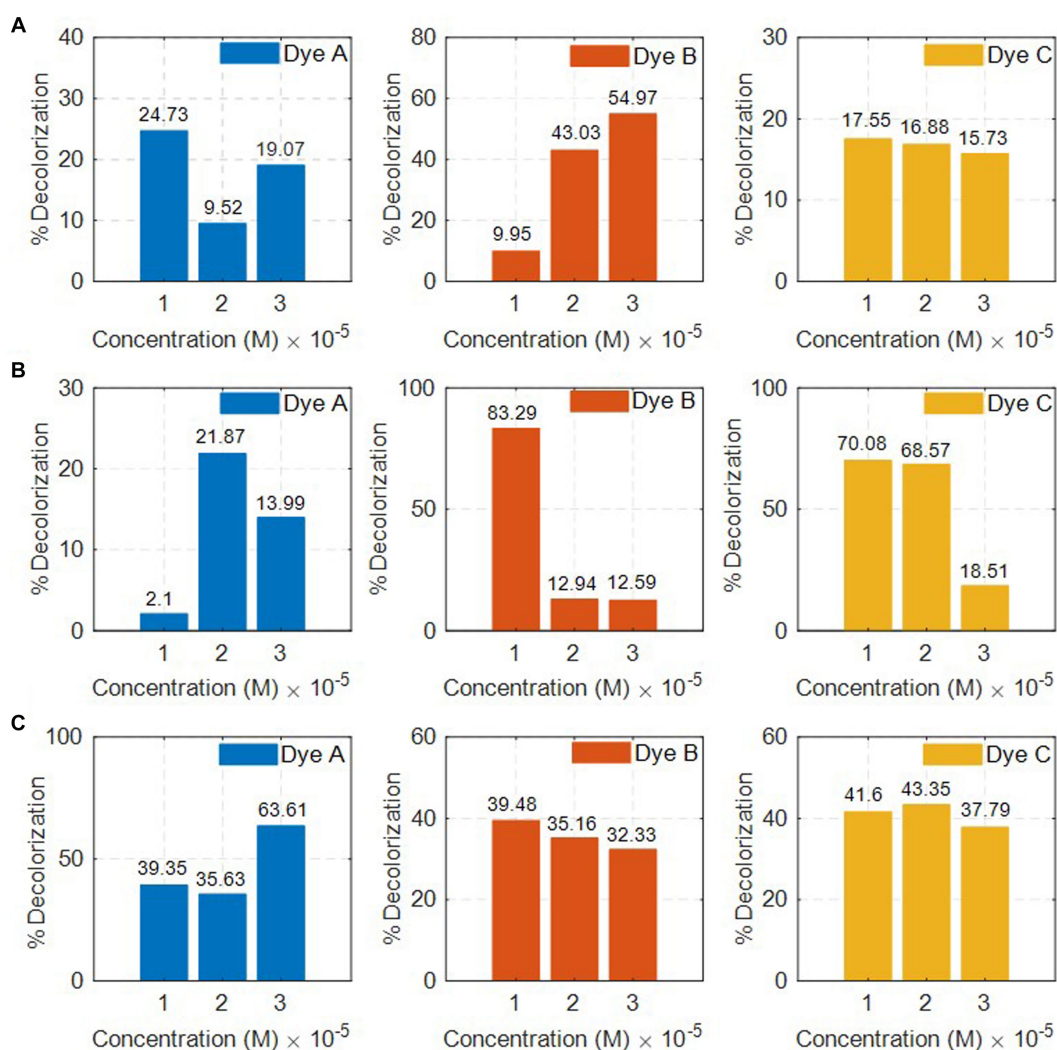 A
Dye A
% Decolorization
40
30
20
10
0
24.73
9.52
19.07
1 2 3
Concentration (M) × 10-5
Dye B
% Decolorization
80
60
40
20
0
9.95
43.03
54.97
1 2 3
Concentration (M) × 10-5
Dye C
% Decolorization
30
20
10
0
17.55
16.88
15.73
1 2 3
Concentration (M) × 10-5
B
Dye A
% Decolorization
30
20
10
0
2.1
21.87
13.99
1 2 3
Concentration (M) × 10-5
Dye B
% Decolorization
100
50
0
83.29
12.94
12.59
1 2 3
Concentration (M) × 10-5
Dye C
% Decolorization
100
50
0
70.08
68.57
18.51
1 2 3
Concentration (M) × 10-5
C
Dye A
% Decolorization
100
50
0
39.35
35.63
63.61
1 2 3
Concentration (M) × 10-5
Dye B
% Decolorization
60
40
20
0
39.48
35.16
32.33
1 2 3
Concentration (M) × 10-5
Dye C
% Decolorization
60
40
20
0
41.6
43.35
37.79
1 2 3
Concentration (M) × 10-5